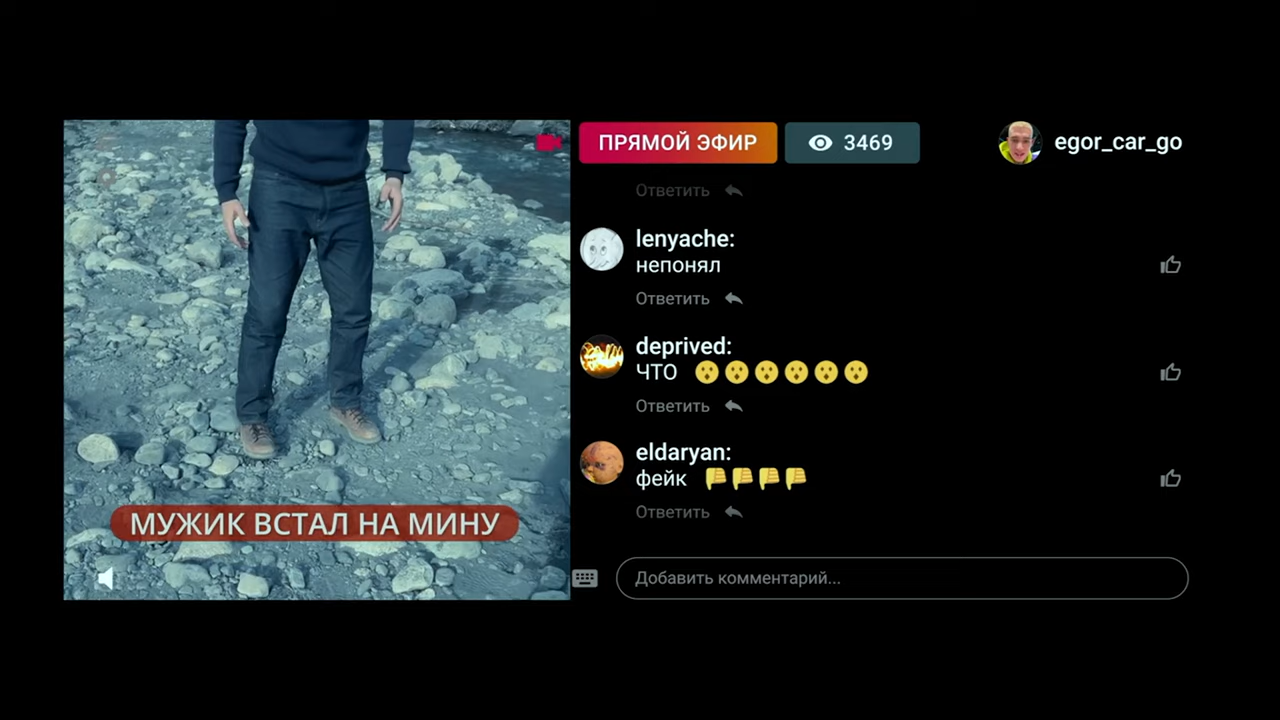 ПРЯМОЙ ЭФИР
3469
egor_car_go
Ответить
lenyache:
непонял
Ответить
deprived:
ЧТО 😮😮😮😮😮😮
Ответить
eldaryan:
фейк 👎👎👎👎
Ответить
МУЖИК ВСТАЛ НА МИНУ
Добавить комментарий...